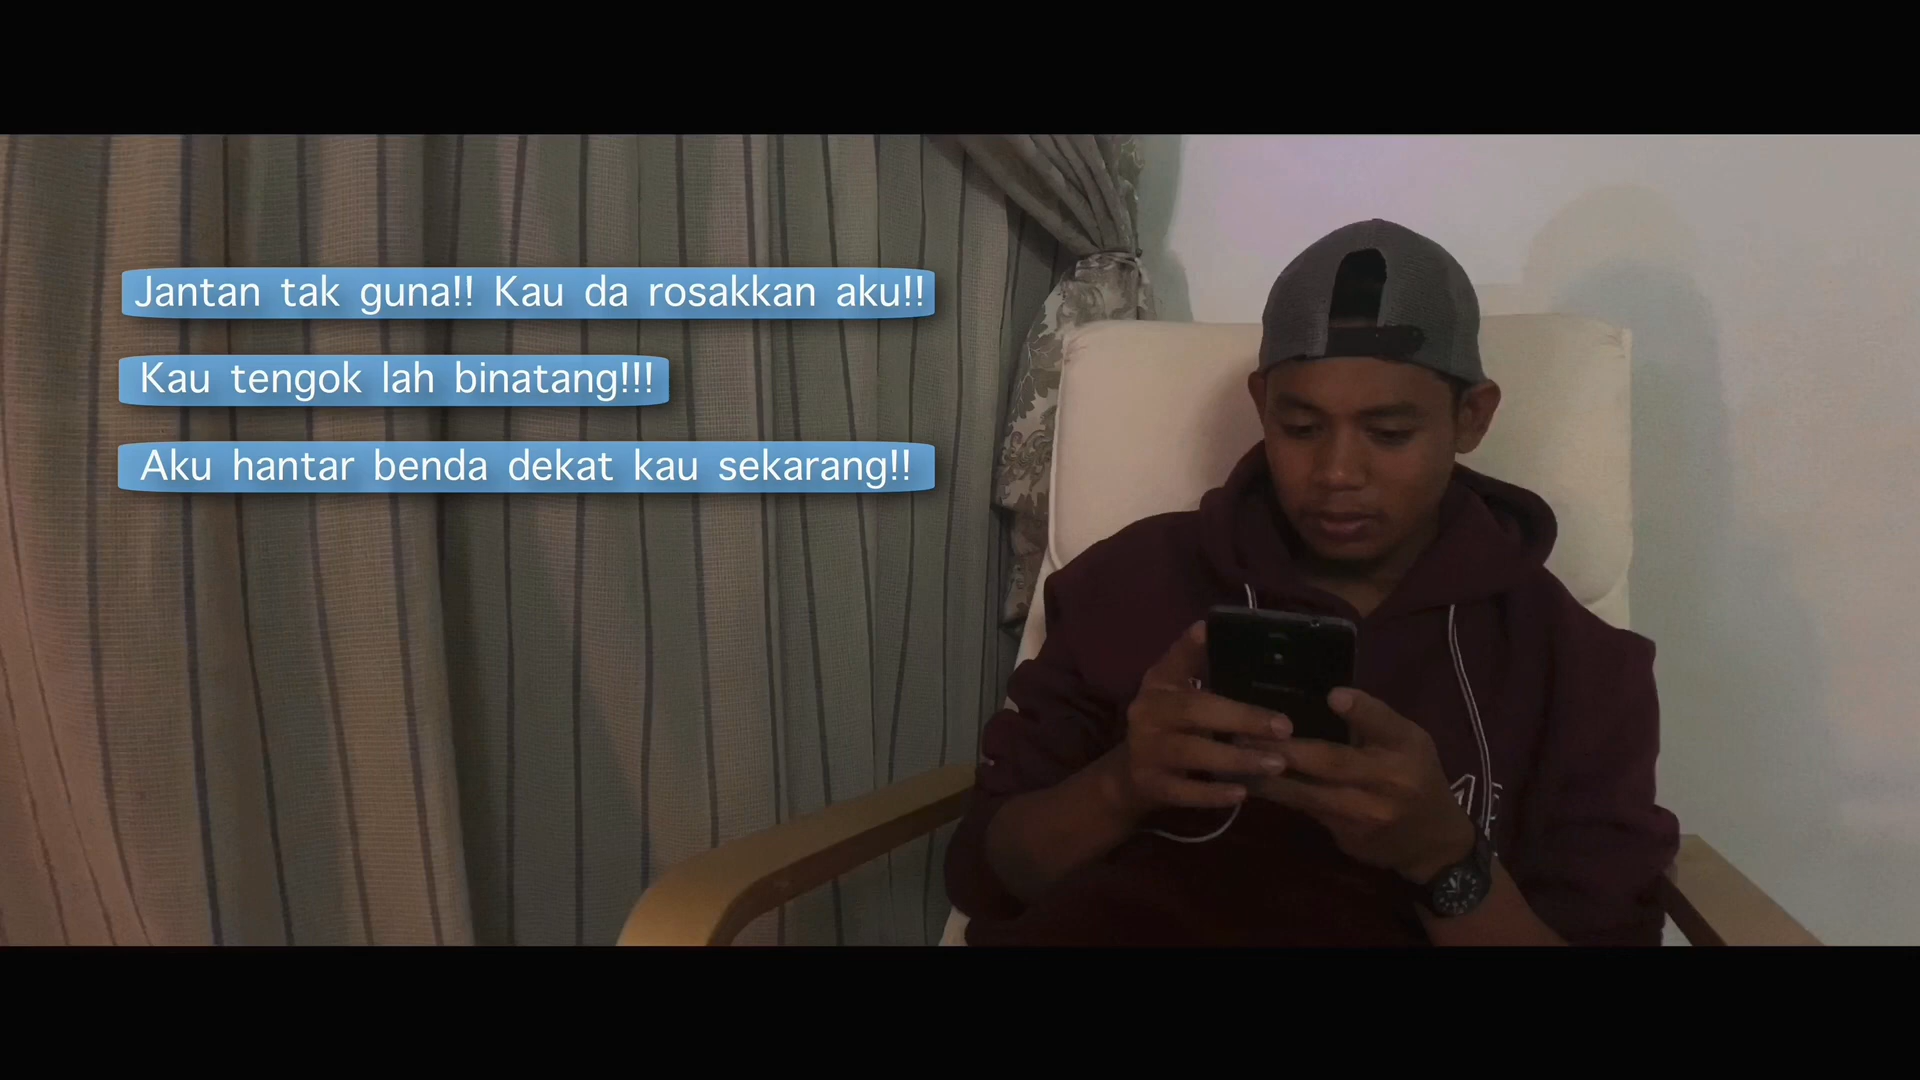 Jantan tak guna!! Kau da rosakkan aku!!
Kau tengok lah binatang!!!
Aku hantar benda dekat kau sekarang!!